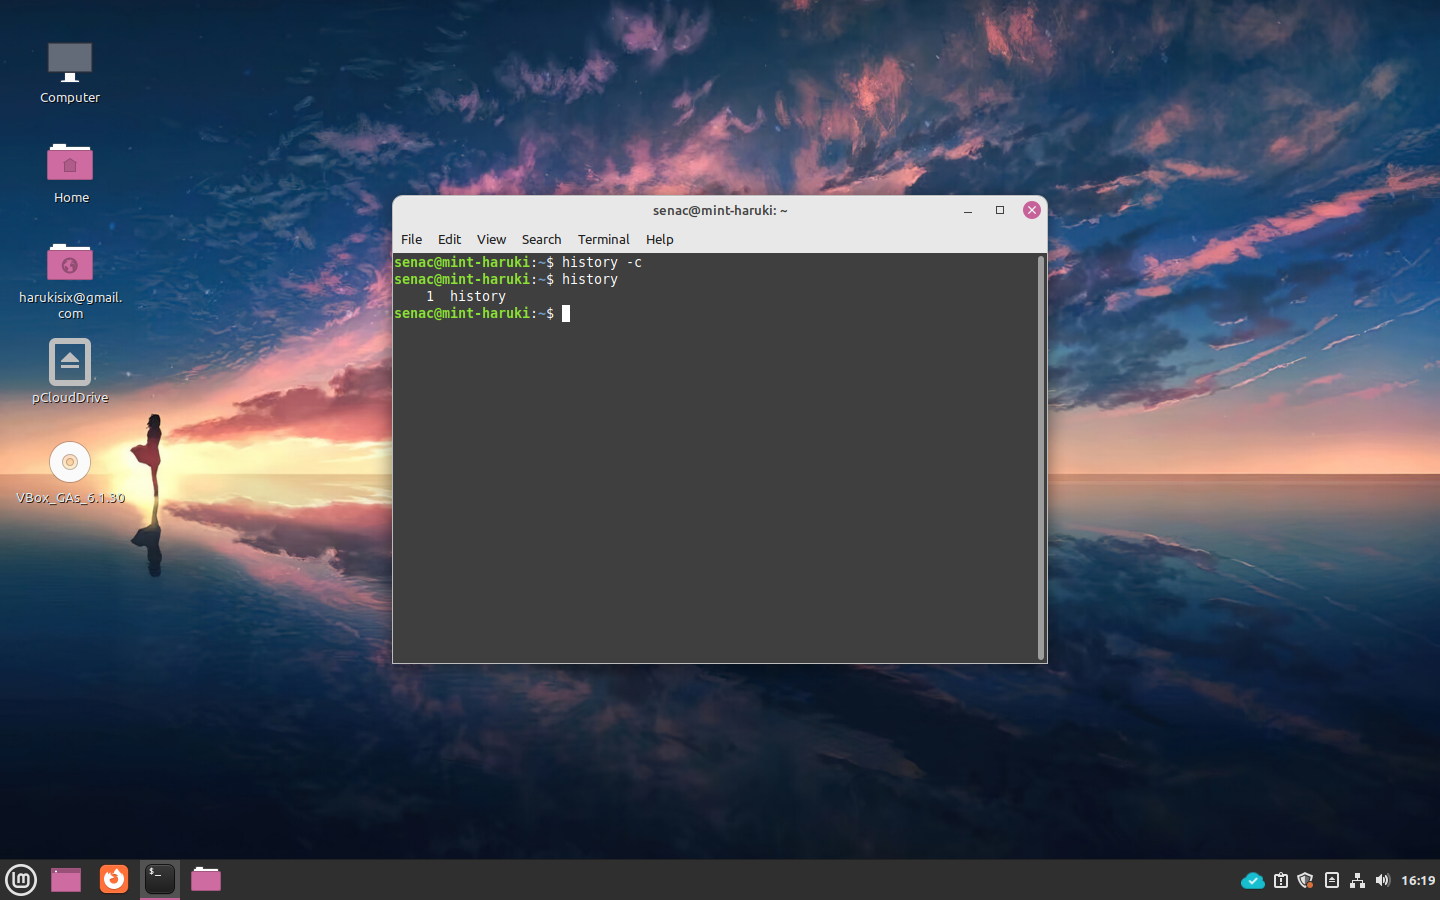 Computer
Home
harukisix@gmail.
com
pCloudDrive
VBox_GAs_6.1.30
senac@mint-haruki: ~
File Edit View Search Terminal Help
senac@mint-haruki:~$ history -c
senac@mint-haruki:~$ history
1 history
senac@mint-haruki:~$
$_
16:19